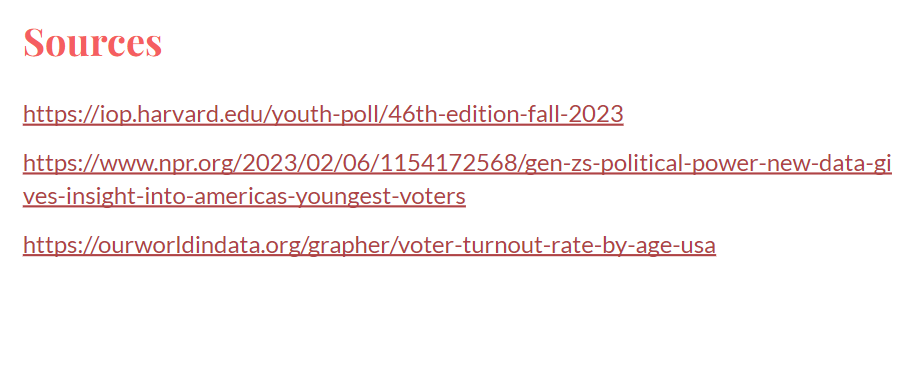 Sources
https://iop.harvard.edu/youth-poll/46th-edition-fall-2023
https://www.npr.org/2023/02/06/1154172568/gen-zs-political-power-new-data-gi
ves-insight-into-americas-youngest-voters
https://ourworldindata.org/grapher/voter-turnout-rate-by-age-usa